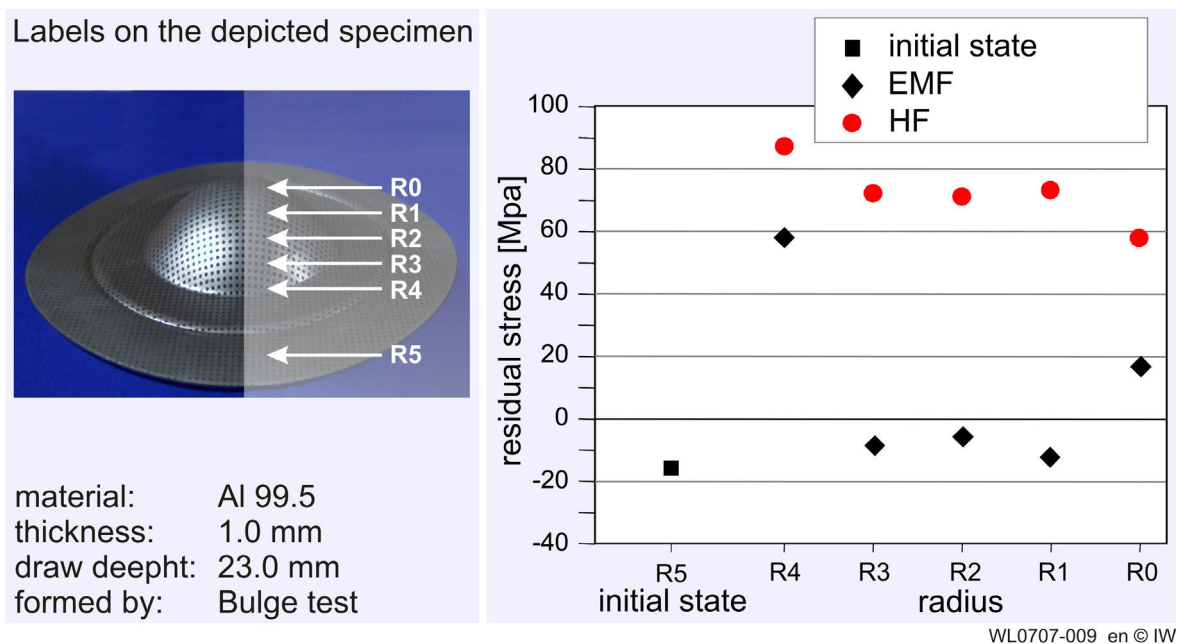 Labels on the depicted specimen
R0
R1
R2
R3
R4
R5
material: Al 99.5
thickness: 1.0 mm
draw deepht: 23.0 mm
formed by: Bulge test
initial state
EMF
HF
residual stress [Mpa]
100
80
60
40
20
0
-20
-40
R5 R4 R3 R2 R1 R0
initial state radius
WL0707-009 en © IW